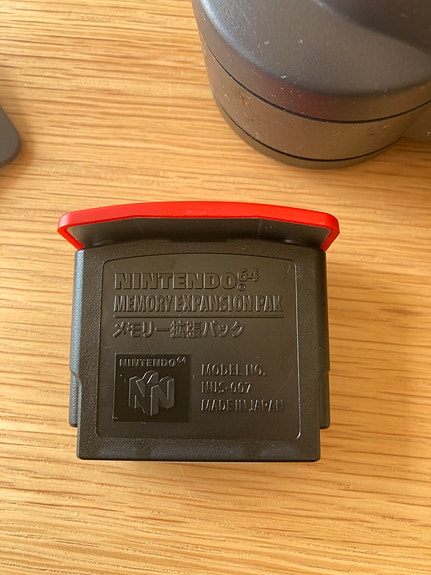 NINTENDO64
MEMORY EXPANSION PAK
メモリー拡張パック
NINTENDO64
MODEL NO.
NUS-007
MADE IN JAPAN